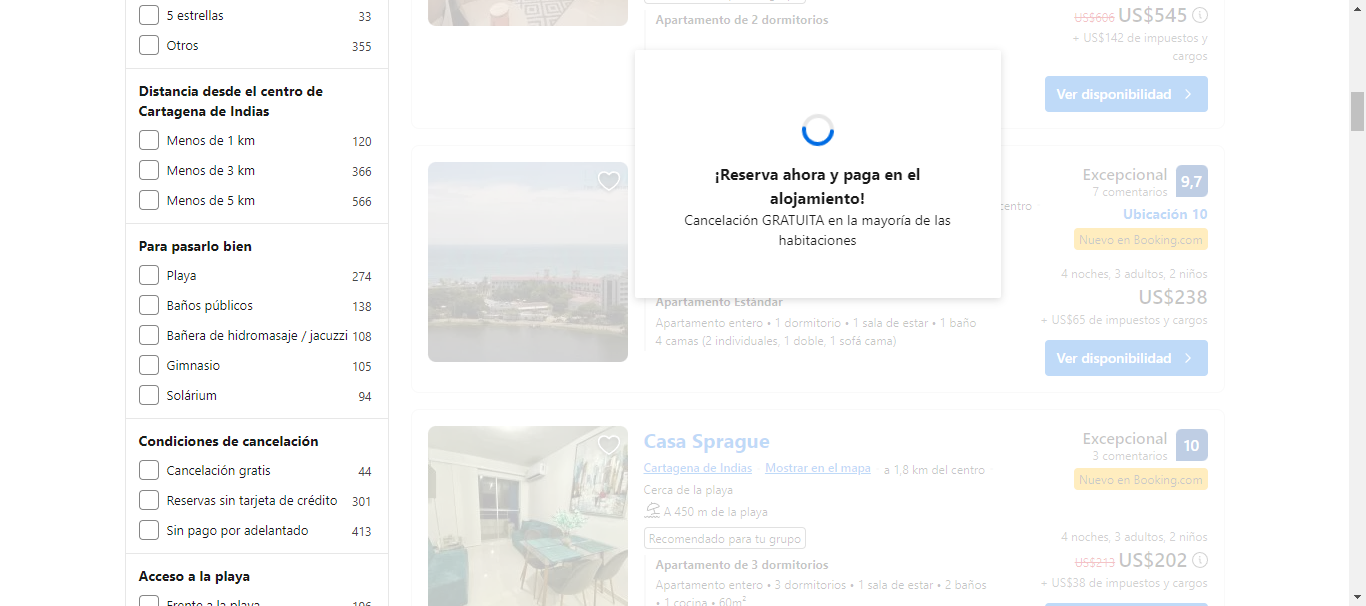 5 estrellas 33
Otros 355
Distancia desde el centro de
Cartagena de Indias
Menos de 1 km 120
Menos de 3 km 366
Menos de 5 km 566
Para pasarlo bien
Playa 274
Baños públicos 138
Bañera de hidromasaje / jacuzzi 108
Gimnasio 105
Solárium 94
Condiciones de cancelación
Cancelación gratis 44
Reservas sin tarjeta de crédito 301
Sin pago por adelantado 413
Acceso a la playa
Frente a la playa 196
Apartamento de 2 dormitorios
US$606 US$545
+ US$142 de impuestos y
cargos
Ver disponibilidad
¡Reserva ahora y paga en el
alojamiento!
Cancelación GRATUITA en la mayoría de las
habitaciones
centro
Excepcional 9,7
7 comentarios
Ubicación 10
Nuevo en Booking.com
Apartamento Estándar
Apartamento entero • 1 dormitorio • 1 sala de estar • 1 baño
4 camas (2 individuales, 1 doble, 1 sofá cama)
4 noches, 3 adultos, 2 niños
US$238
+ US$65 de impuestos y cargos
Ver disponibilidad
Casa Sprague
Cartagena de Indias · Mostrar en el mapa a 1,8 km del centro
Cerca de la playa
A 450 m de la playa
Recomendado para tu grupo
Apartamento de 3 dormitorios
Apartamento entero • 3 dormitorios • 1 sala de estar • 2 baños
• 1 cocina • 60m²
Excepcional 10
3 comentarios
Nuevo en Booking.com
4 noches, 3 adultos, 2 niños
US$213 US$202
+ US$38 de impuestos y cargos